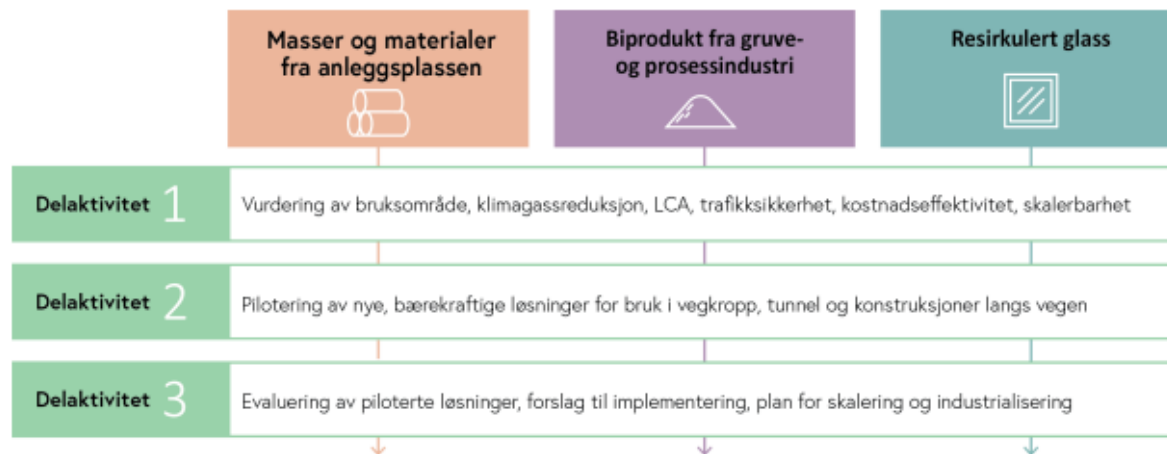 Masser og materialer
fra anleggsplassen
Biprodukt fra gruve-
og prosessindustri
Resirkulert glass
Delaktivitet 1
Vurdering av bruksområde, klimagassreduksjon, LCA, trafikksikkerhet, kostnadseffektivitet, skalerbarhet
Delaktivitet 2
Pilotering av nye, bærekraftige løsninger for bruk i vegkropp, tunnel og konstruksjoner langs vegen
Delaktivitet 3
Evaluering av piloterte løsninger, forslag til implementering, plan for skalering og industrialisering